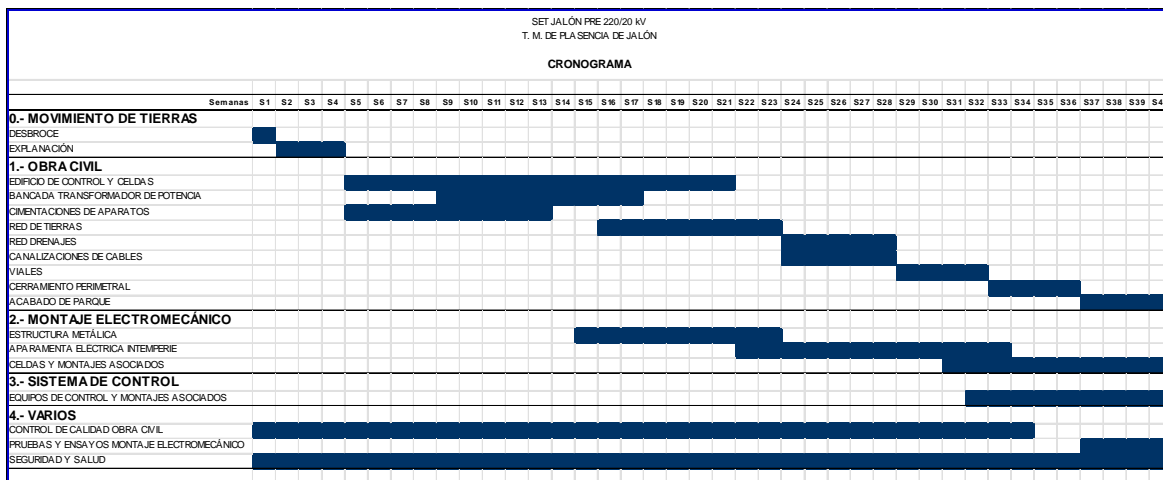 SET JALÓN PRE 220/20 kV
T. M. DE PLASENCIA DE JALÓN
CRONOGRAMA
Semanas S1 S2 S3 S4 S5 S6 S7 S8 S9 S10 S11 S12 S13 S14 S15 S16 S17 S18 S19 S20 S21 S22 S23 S24 S25 S26 S27 S28 S29 S30 S31 S32 S33 S34 S35 S36 S37 S38 S39 S4
0.- MOVIMIENTO DE TIERRAS
DESBROCE
EXPLANACIÓN
1.- OBRA CIVIL
EDIFICIO DE CONTROL Y CELDAS
BANCADA TRANSFORMADOR DE POTENCIA
CIMENTACIONES DE APARATOS
RED DE TIERRAS
RED DRENAJES
CANALIZACIONES DE CABLES
VIALES
CERRAMIENTO PERIMETRAL
ACABADO DE PARQUE
2.- MONTAJE ELECTROMECÁNICO
ESTRUCTURA METÁLICA
APARAMENTA ELÉCTRICA INTEMPERIE
CELDAS Y MONTAJES ASOCIADOS
3.- SISTEMA DE CONTROL
EQUIPOS DE CONTROL Y MONTAJES ASOCIADOS
4.- VARIOS
CONTROL DE CALIDAD OBRA CIVIL
PRUEBAS Y ENSAYOS MONTAJE ELECTROMECÁNICO
SEGURIDAD Y SALUD